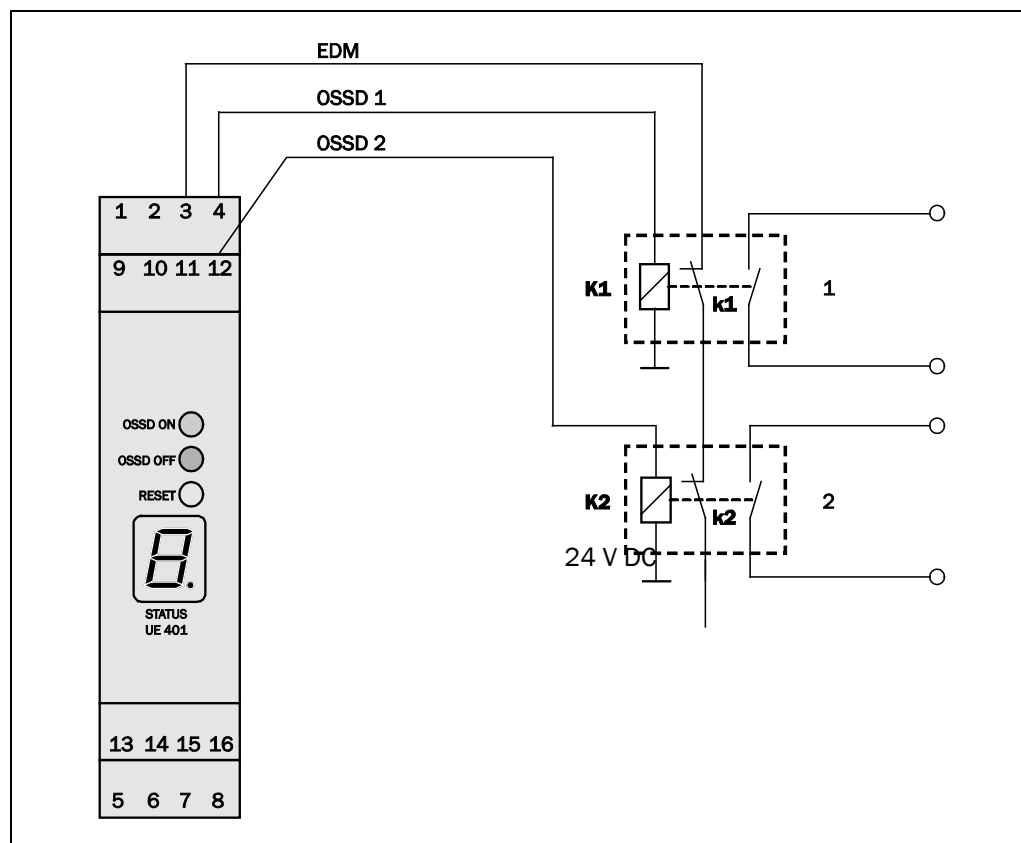 EDM
OSSD 1
OSSD 2
1 2 3 4
9 10 11 12
K1
k1
1
OSSD ON
OSSD OFF
RESET
K2
k2
2
24 V DC
8.
STATUS
UE 401
13 14 15 16
5 6 7 8